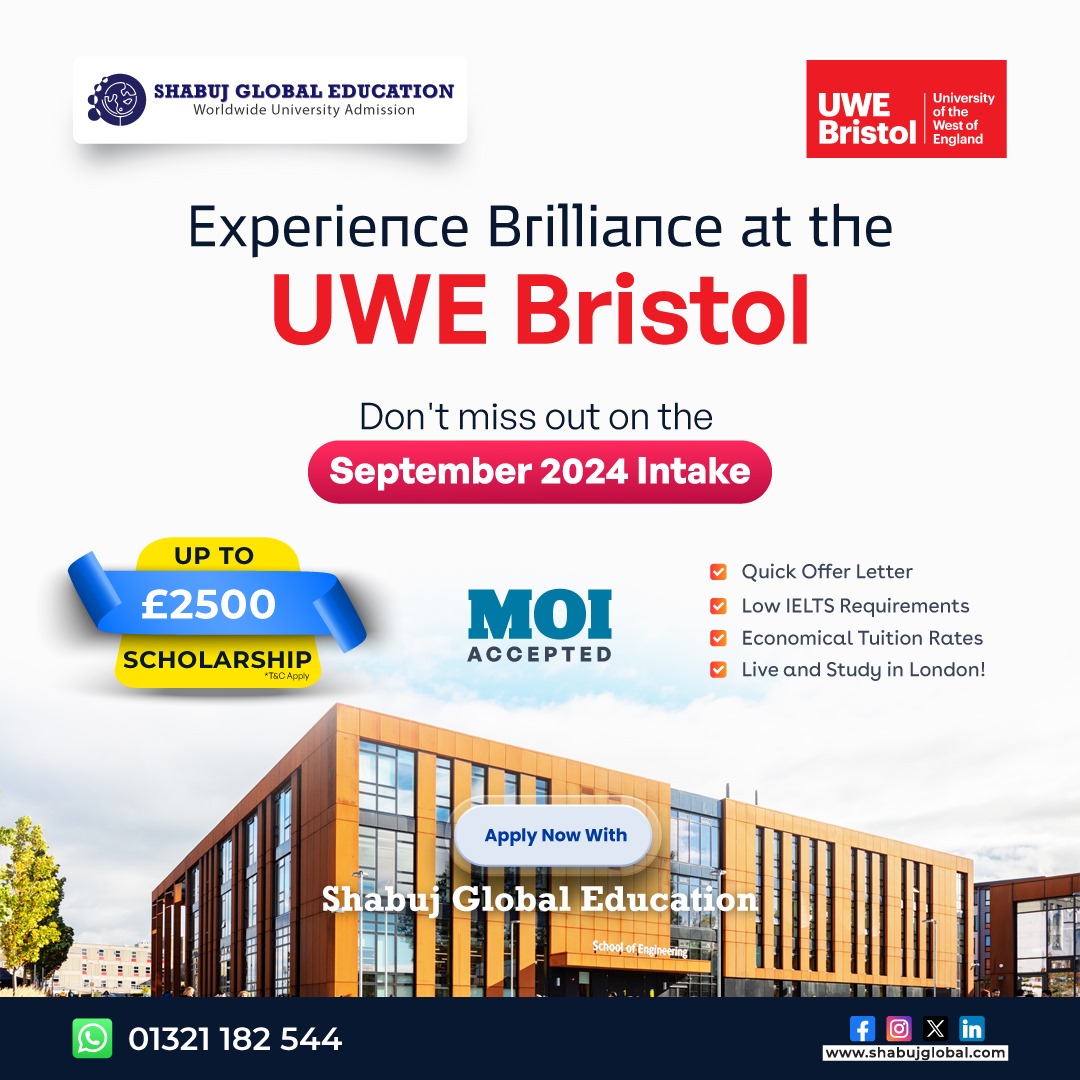 SHABUJ GLOBAL EDUCATION
Worldwide University Admission
UWE
Bristol
University
of the
West of
England
Experience Brilliance at the
UWE Bristol
Don't miss out on the
September 2024 Intake
UP TO
£2500
SCHOLARSHIP
*T&C Apply
MOI
ACCEPTED
Quick Offer Letter
Low IELTS Requirements
Economical Tuition Rates
Live and Study in London!
Apply Now With
Shabuj Global Education
School of Engineering
01321 182 544
www.shabujglobal.com